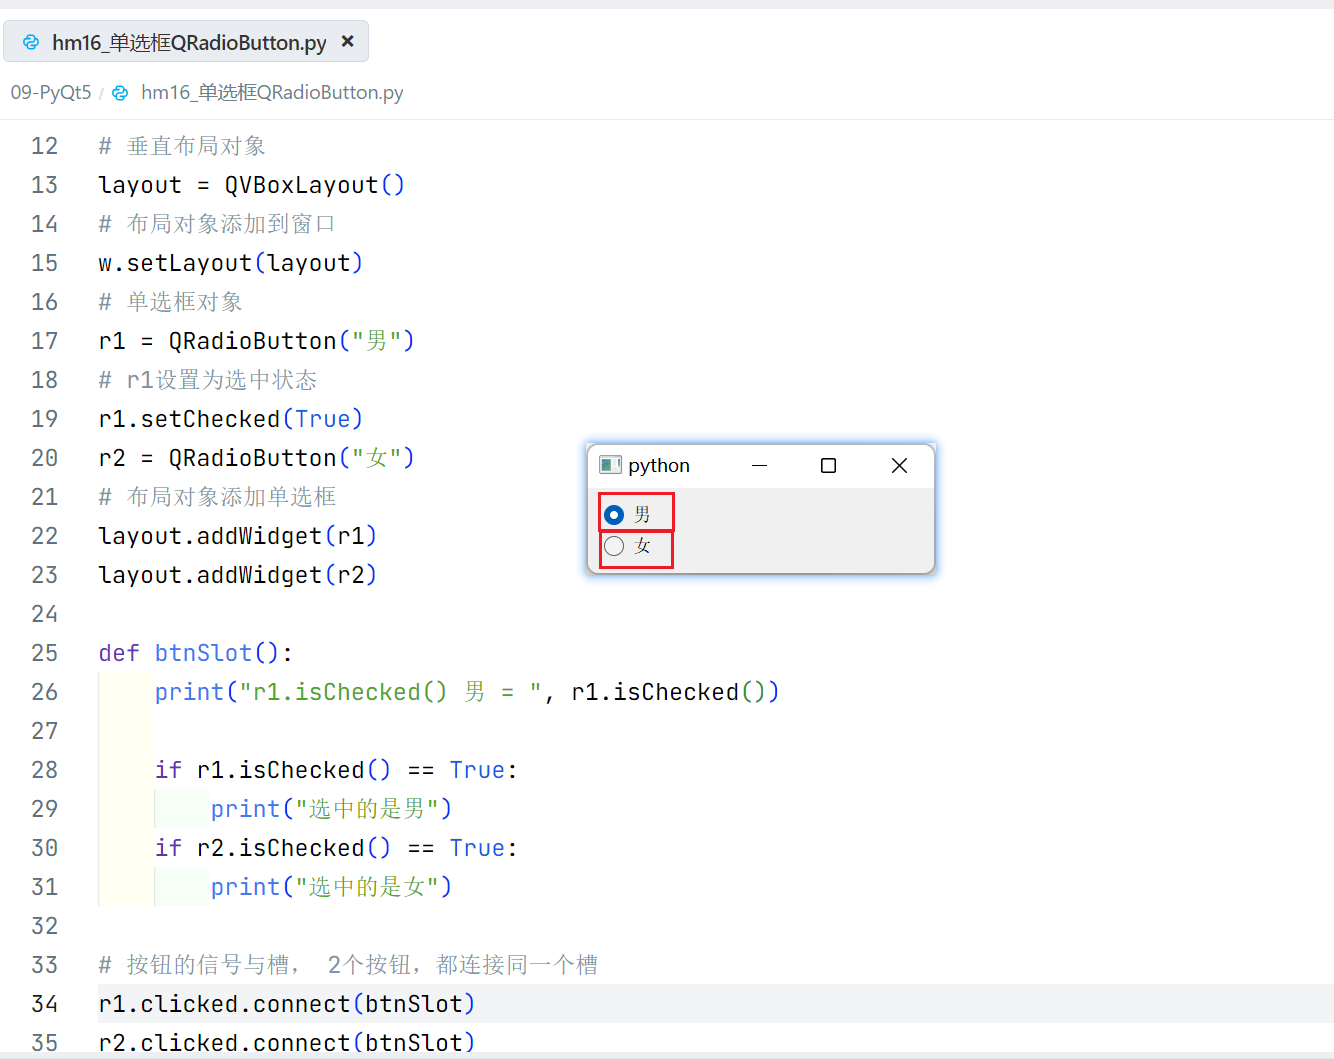 hm16_单选框QRadioButton.py ×
09-PyQt5 / hm16_单选框QRadioButton.py
12 # 垂直布局对象
13 layout = QVBoxLayout()
14 # 布局对象添加到窗口
15 w.setLayout(layout)
16 # 单选框对象
17 r1 = QRadioButton("男")
18 # r1设置为选中状态
19 r1.setChecked(True)
20 r2 = QRadioButton("女")
21 # 布局对象添加单选框
22 layout.addWidget(r1)
23 layout.addWidget(r2)
24
25 def btnSlot():
26 print("r1.isChecked() 男 = ", r1.isChecked())
27
28 if r1.isChecked() == True:
29 print("选中的是男")
30 if r2.isChecked() == True:
31 print("选中的是女")
32
33 # 按钮的信号与槽， 2个按钮，都连接同一个槽
34 r1.clicked.connect(btnSlot)
35 r2.clicked.connect(btnSlot)
python
男
女